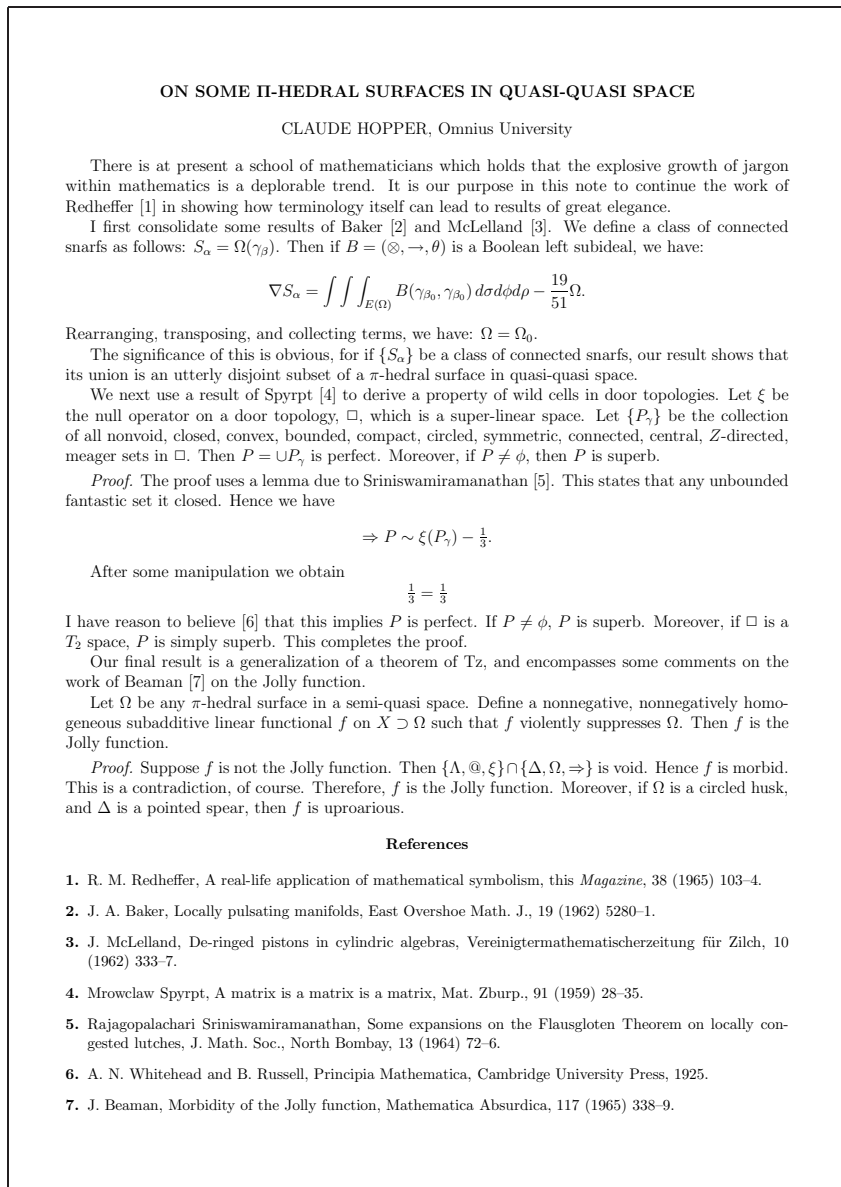 ON SOME Π-HEDRAL SURFACES IN QUASI-QUASI SPACE
CLAUDE HOPPER, Omnius University
There is at present a school of mathematicians which holds that the explosive growth of jargon
within mathematics is a deplorable trend. It is our purpose in this note to continue the work of
Redheffer [1] in showing how terminology itself can lead to results of great elegance.
I first consolidate some results of Baker [2] and McLelland [3]. We define a class of connected
snarfs as follows: S_α = Ω(γ_β). Then if B = (⊗, →, θ) is a Boolean left subideal, we have:
∇S_α = ∫ ∫ ∫_{E(Ω)} B(γ_{β_0}, γ_{β_0}) dσdϕdρ − 19/51 Ω.
Rearranging, transposing, and collecting terms, we have: Ω = Ω_0.
The significance of this is obvious, for if {S_α} be a class of connected snarfs, our result shows that
its union is an utterly disjoint subset of a π-hedral surface in quasi-quasi space.
We next use a result of Spyrpt [4] to derive a property of wild cells in door topologies. Let ξ be
the null operator on a door topology, □, which is a super-linear space. Let {P_γ} be the collection
of all nonvoid, closed, convex, bounded, compact, circled, symmetric, connected, central, Z-directed,
meager sets in □. Then P = ∪P_γ is perfect. Moreover, if P ≠ ϕ, then P is superb.
Proof. The proof uses a lemma due to Sriniswamiramanathan [5]. This states that any unbounded
fantastic set it closed. Hence we have
⇒ P ∼ ξ(P_γ) − 1/3.
After some manipulation we obtain
1/3 = 1/3
I have reason to believe [6] that this implies P is perfect. If P ≠ ϕ, P is superb. Moreover, if □ is a
T_2 space, P is simply superb. This completes the proof.
Our final result is a generalization of a theorem of Tz, and encompasses some comments on the
work of Beaman [7] on the Jolly function.
Let Ω be any π-hedral surface in a semi-quasi space. Define a nonnegative, nonnegatively homo-
geneous subadditive linear functional f on X ⊃ Ω such that f violently suppresses Ω. Then f is the
Jolly function.
Proof. Suppose f is not the Jolly function. Then {Λ, @, ξ}∩{Δ, Ω, ⇒} is void. Hence f is morbid.
This is a contradiction, of course. Therefore, f is the Jolly function. Moreover, if Ω is a circled husk,
and Δ is a pointed spear, then f is uproarious.
References
1. R. M. Redheffer, A real-life application of mathematical symbolism, this Magazine, 38 (1965) 103–4.
2. J. A. Baker, Locally pulsating manifolds, East Overshoe Math. J., 19 (1962) 5280–1.
3. J. McLelland, De-ringed pistons in cylindric algebras, Vereinigtermathematischerzeitung für Zilch, 10
(1962) 333–7.
4. Mrowclaw Spyrpt, A matrix is a matrix is a matrix, Mat. Zburp., 91 (1959) 28–35.
5. Rajagopalachari Sriniswamiramanathan, Some expansions on the Flausgloten Theorem on locally con-
gested lutches, J. Math. Soc., North Bombay, 13 (1964) 72–6.
6. A. N. Whitehead and B. Russell, Principia Mathematica, Cambridge University Press, 1925.
7. J. Beaman, Morbidity of the Jolly function, Mathematica Absurdica, 117 (1965) 338–9.